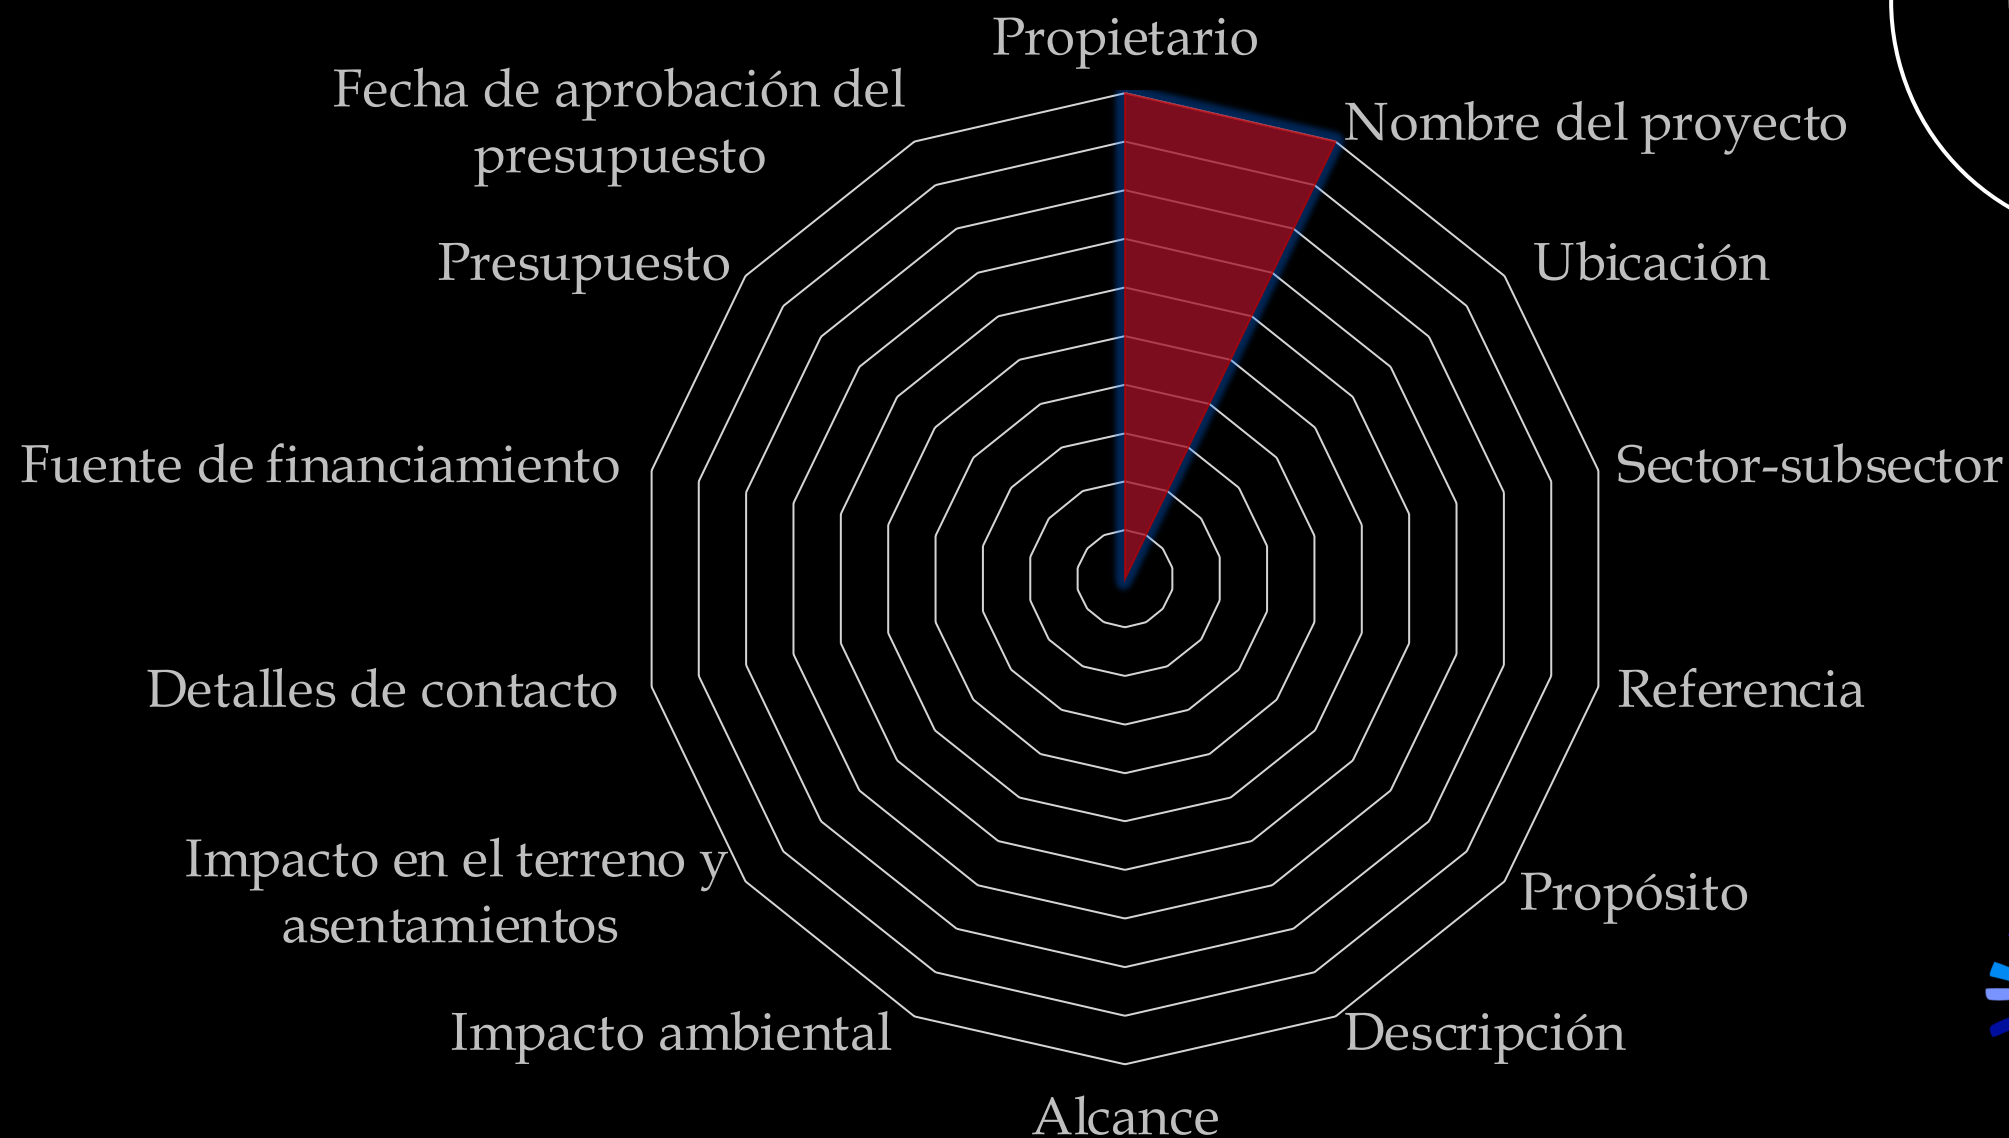 Propietario
Nombre del proyecto
Ubicación
Sector-subsector
Referencia
Propósito
Descripción
Alcance
Impacto ambiental
Impacto en el terreno y
asentamientos
Detalles de contacto
Fuente de financiamiento
Presupuesto
Fecha de aprobación del
presupuesto